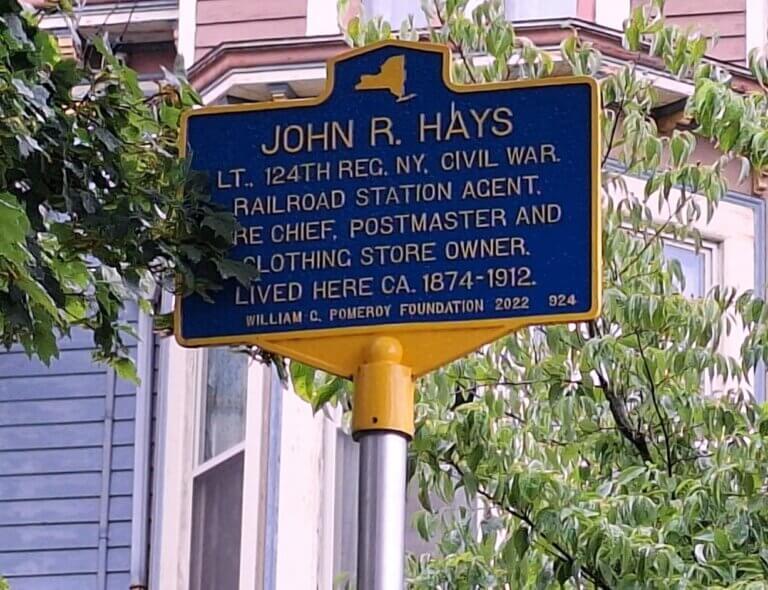 JOHN R. HAYS
LT., 124TH REG. NY, CIVIL WAR.
RAILROAD STATION AGENT,
RE CHIEF, POSTMASTER AND
CLOTHING STORE OWNER.
LIVED HERE CA. 1874-1912.
WILLIAM G. POMEROY FOUNDATION 2022 924